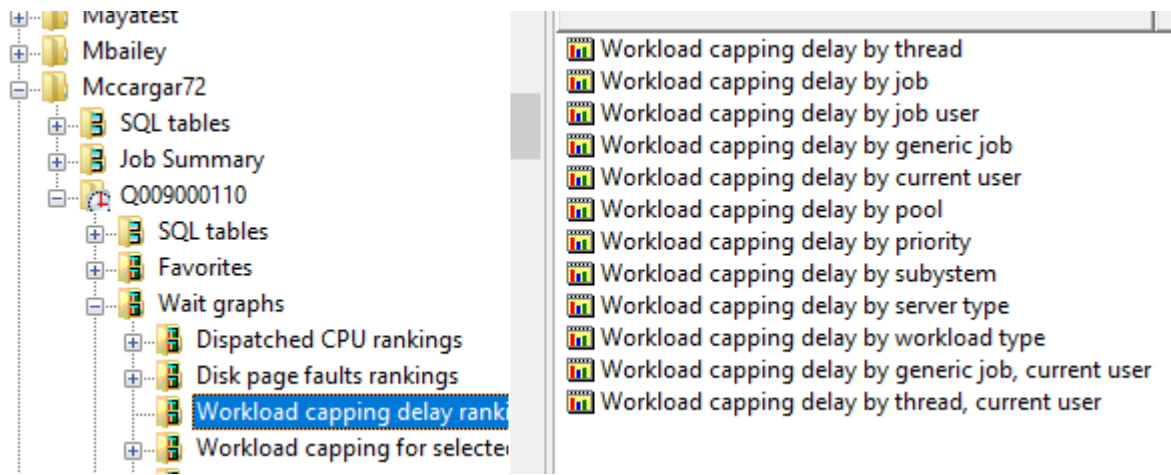 Mayatest
Mbailey
Mccargar72
SQL tables
Job Summary
Q009000110
SQL tables
Favorites
Wait graphs
Dispatched CPU rankings
Disk page faults rankings
Workload capping delay ranki
Workload capping for selecte
Workload capping delay by thread
Workload capping delay by job
Workload capping delay by job user
Workload capping delay by generic job
Workload capping delay by current user
Workload capping delay by pool
Workload capping delay by priority
Workload capping delay by subystem
Workload capping delay by server type
Workload capping delay by workload type
Workload capping delay by generic job, current user
Workload capping delay by thread, current user